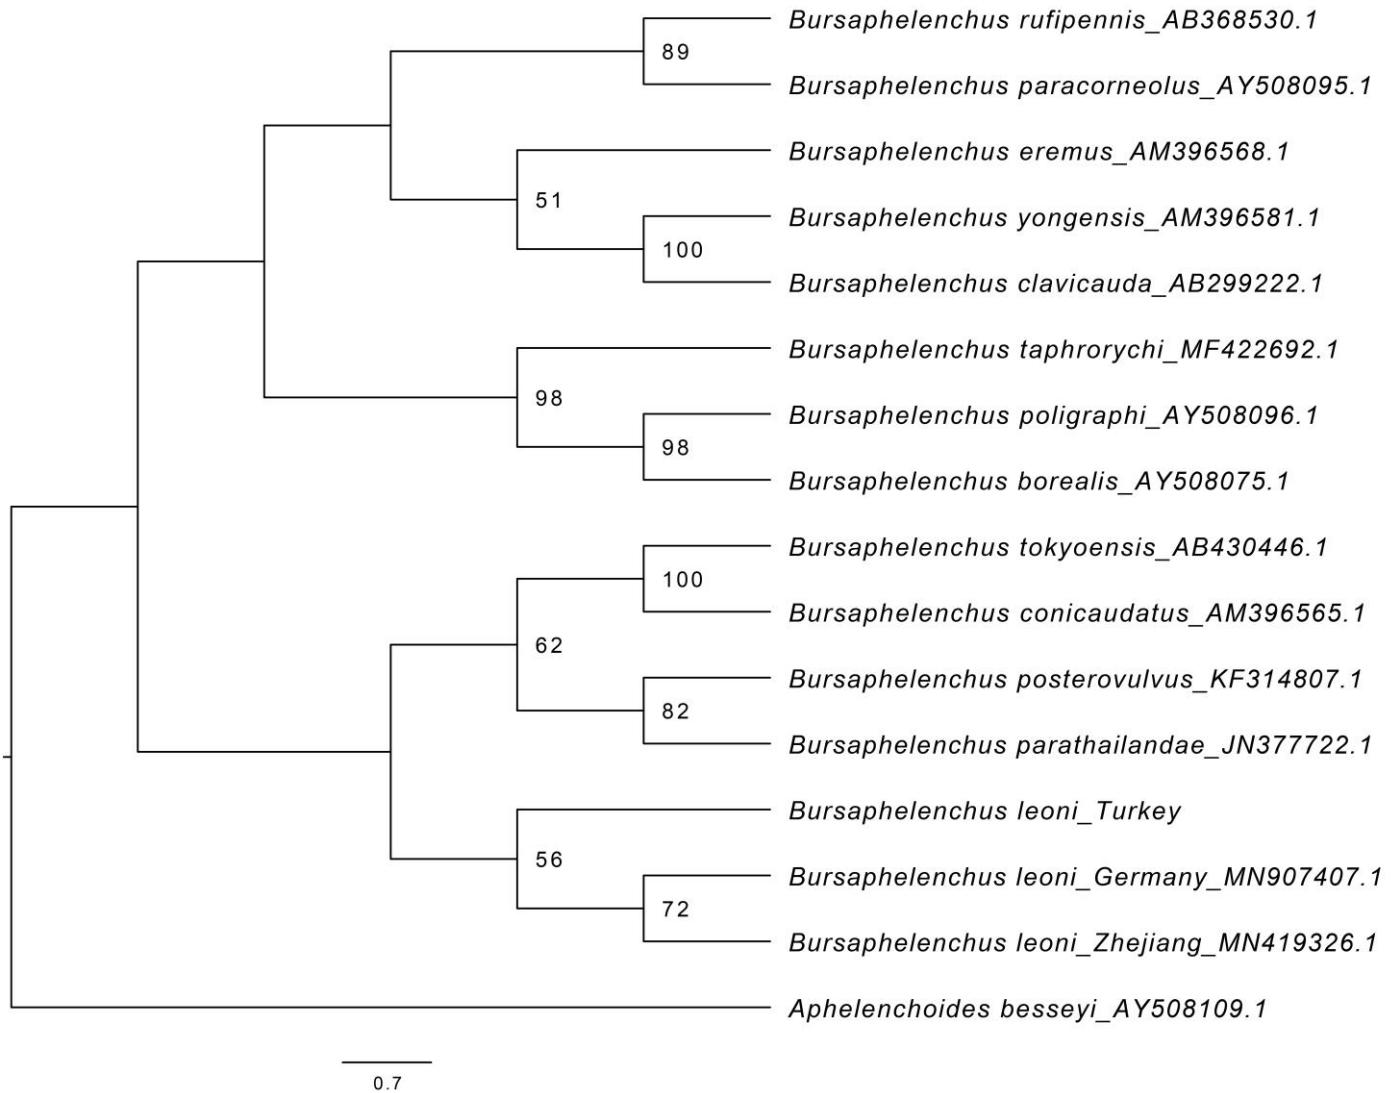 Bursaphelenchus rufipennis_AB368530.1
89
Bursaphelenchus paracorneolus_AY508095.1
Bursaphelenchus eremus_AM396568.1
51
Bursaphelenchus yongensis_AM396581.1
100
Bursaphelenchus clavicauda_AB299222.1
Bursaphelenchus taphrorychi_MF422692.1
98
Bursaphelenchus poligraphi_AY508096.1
98
Bursaphelenchus borealis_AY508075.1
Bursaphelenchus tokyoensis_AB430446.1
100
Bursaphelenchus conicaudatus_AM396565.1
62
Bursaphelenchus posterovulvus_KF314807.1
82
Bursaphelenchus parathailandae_JN377722.1
Bursaphelenchus leoni_Turkey
56
Bursaphelenchus leoni_Germany_MN907407.1
72
Bursaphelenchus leoni_Zhejiang_MN419326.1
Aphelenchoides besseyi_AY508109.1
0.7